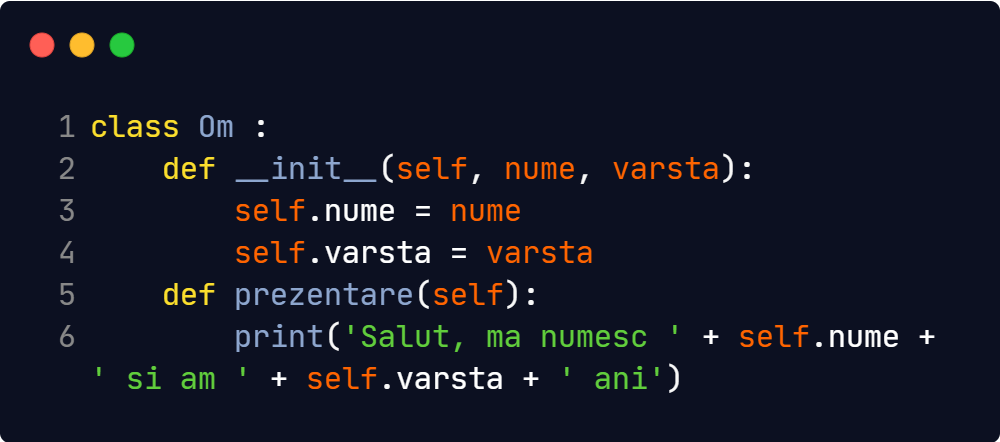 1 class Om :
2     def __init__(self, nume, varsta):
3         self.nume = nume
4         self.varsta = varsta
5     def prezentare(self):
6         print('Salut, ma numesc ' + self.nume +
' si am ' + self.varsta + ' ani')